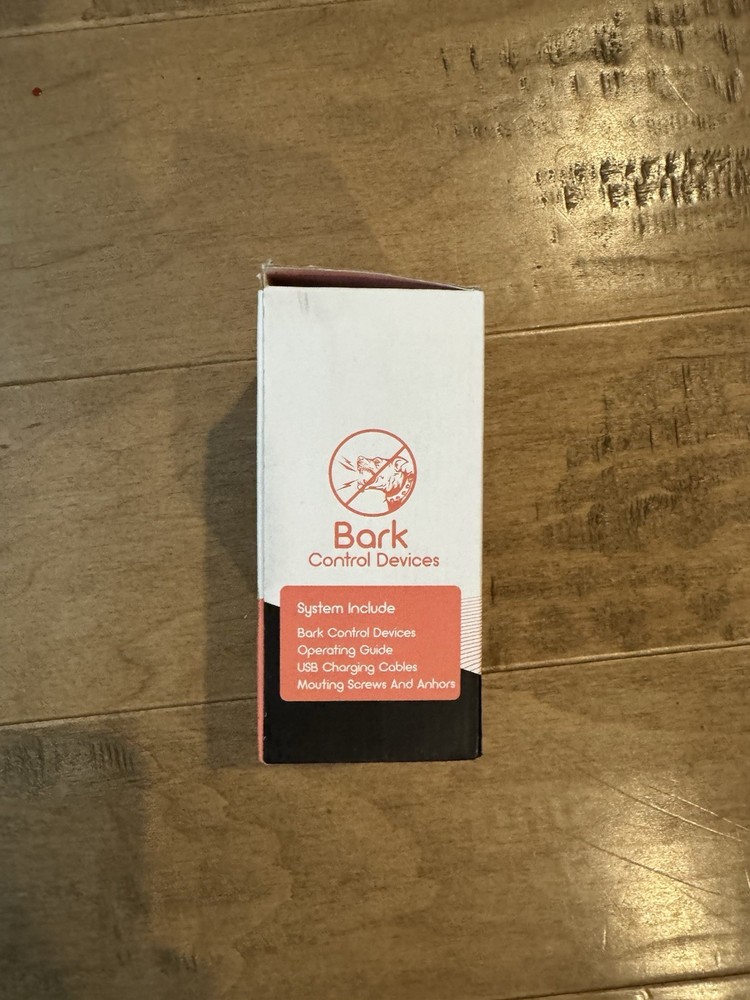 Bark
Control Devices
System Include
Bark Control Devices
Operating Guide
USB Charging Cables
Mouting Screws And Anhors